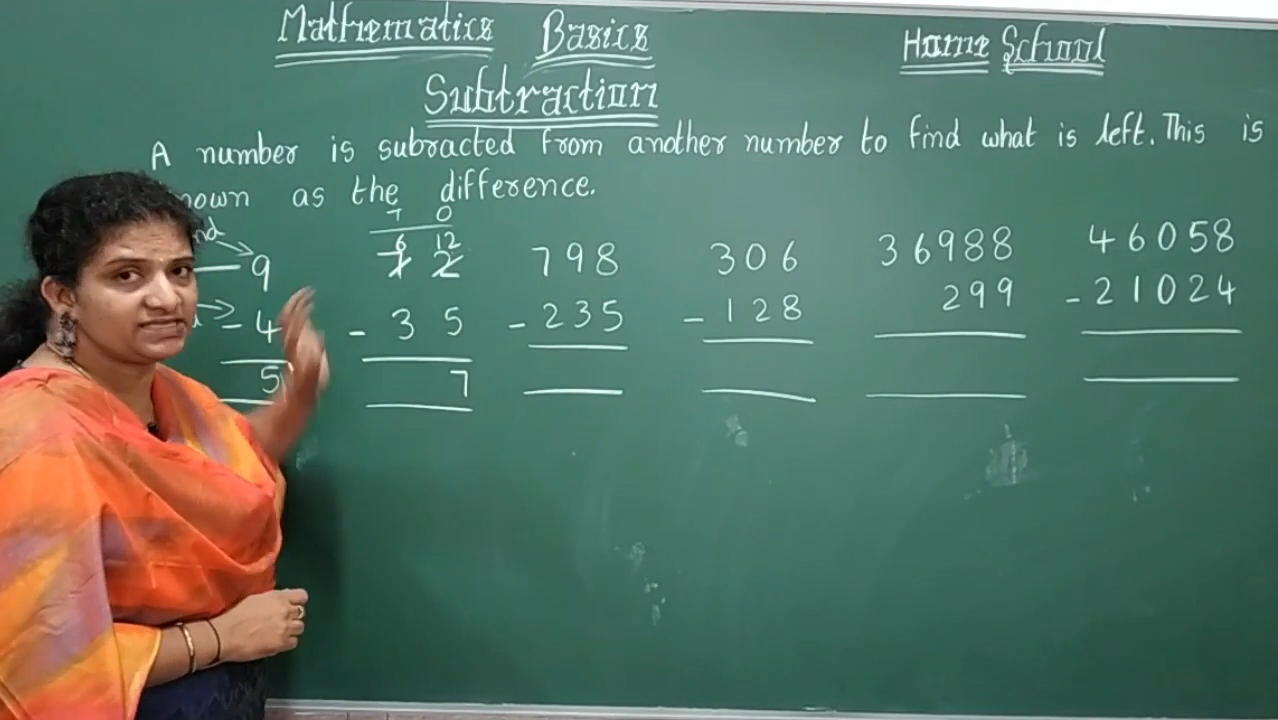 Mathematics Basics Home School
Subtraction
A number is subracted from another number to find what is left. This is
as the difference.
T O
6 12
9 7 2 798 306 36988 46058
- 4 - 3 5 - 235 - 128 299 - 21024
5 7